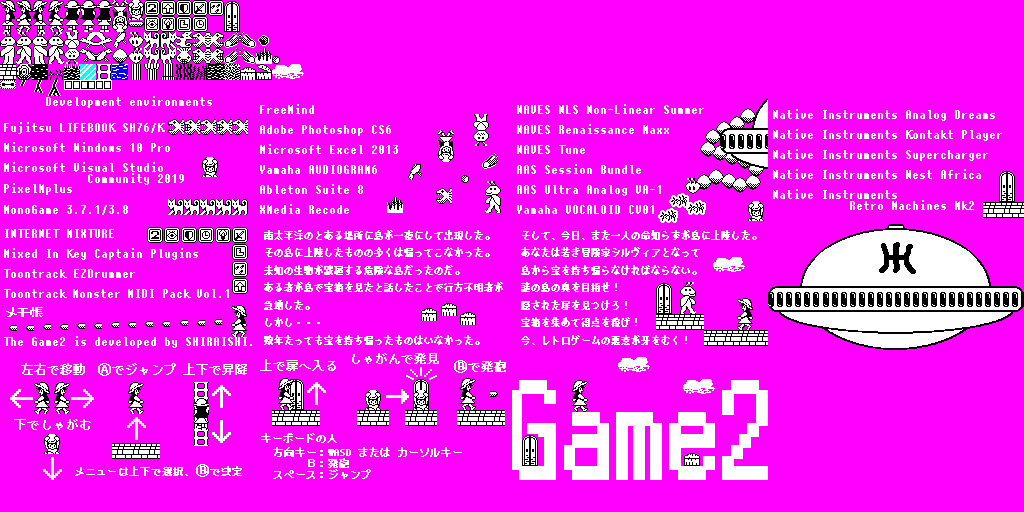 Development environments
Fujitsu LIFEBOOK SH76/K
Microsoft Windows 10 Pro
Microsoft Visual Studio
Community 2019
PixelMplus
MonoGame 3.7.1/3.8
FreeMind
Adobe Photoshop CS6
Microsoft Excel 2013
Yamaha AUDIOGRAM6
Ableton Suite 8
XMedia Recode
WAVES MLS Non-Linear Summer
WAVES Renaissance Maxx
WAVES Tune
AAS Session Bundle
AAS Ultra Analog VA-1
Yamaha VOCALOID CV01
Native Instruments Analog Dreams
Native Instruments Kontakt Player
Native Instruments Supercharger
Native Instruments West Africa
Native Instruments
Retro Machines Mk2
INTERNET MIXTURE
Mixed In Key Captain Plugins
Toontrack EZDrummer
Toontrack Monster MIDI Pack Vol.1
メモ帳
The Game2 is developed by SHIRAISHI.
南太平洋のとある場所に島が一夜にして出現した。
その島に上陸したものの多くは帰ってこなかった。
未知の生物が跋扈する危険な島だったのだ。
ある者が島で宝箱を見たと話したことで行方不明者が
急増した。
しかし・・・
数年たっても宝を持ち帰ったものはいなかった。
そして、今日、また一人の命知らずが島に上陸した。
あなたは若き冒険家シルヴィアとなって
島から宝を持ち帰らなければならない。
謎の島の奥を目指せ!
隠された扉を見つけろ!
宝箱を集めて得点を稼げ!
今、レトロゲームの悪意が牙をむく!
左右で移動
Ⓐでジャンプ
上下で昇降
下でしゃがむ
メニューは上下で選択、Ⓑで決定
上で扉へ入る
しゃがんで発見
Ⓑで発砲
キーボードの人
方向キー:WASD または カーソルキー
B:発砲
スペース:ジャンプ
Game2